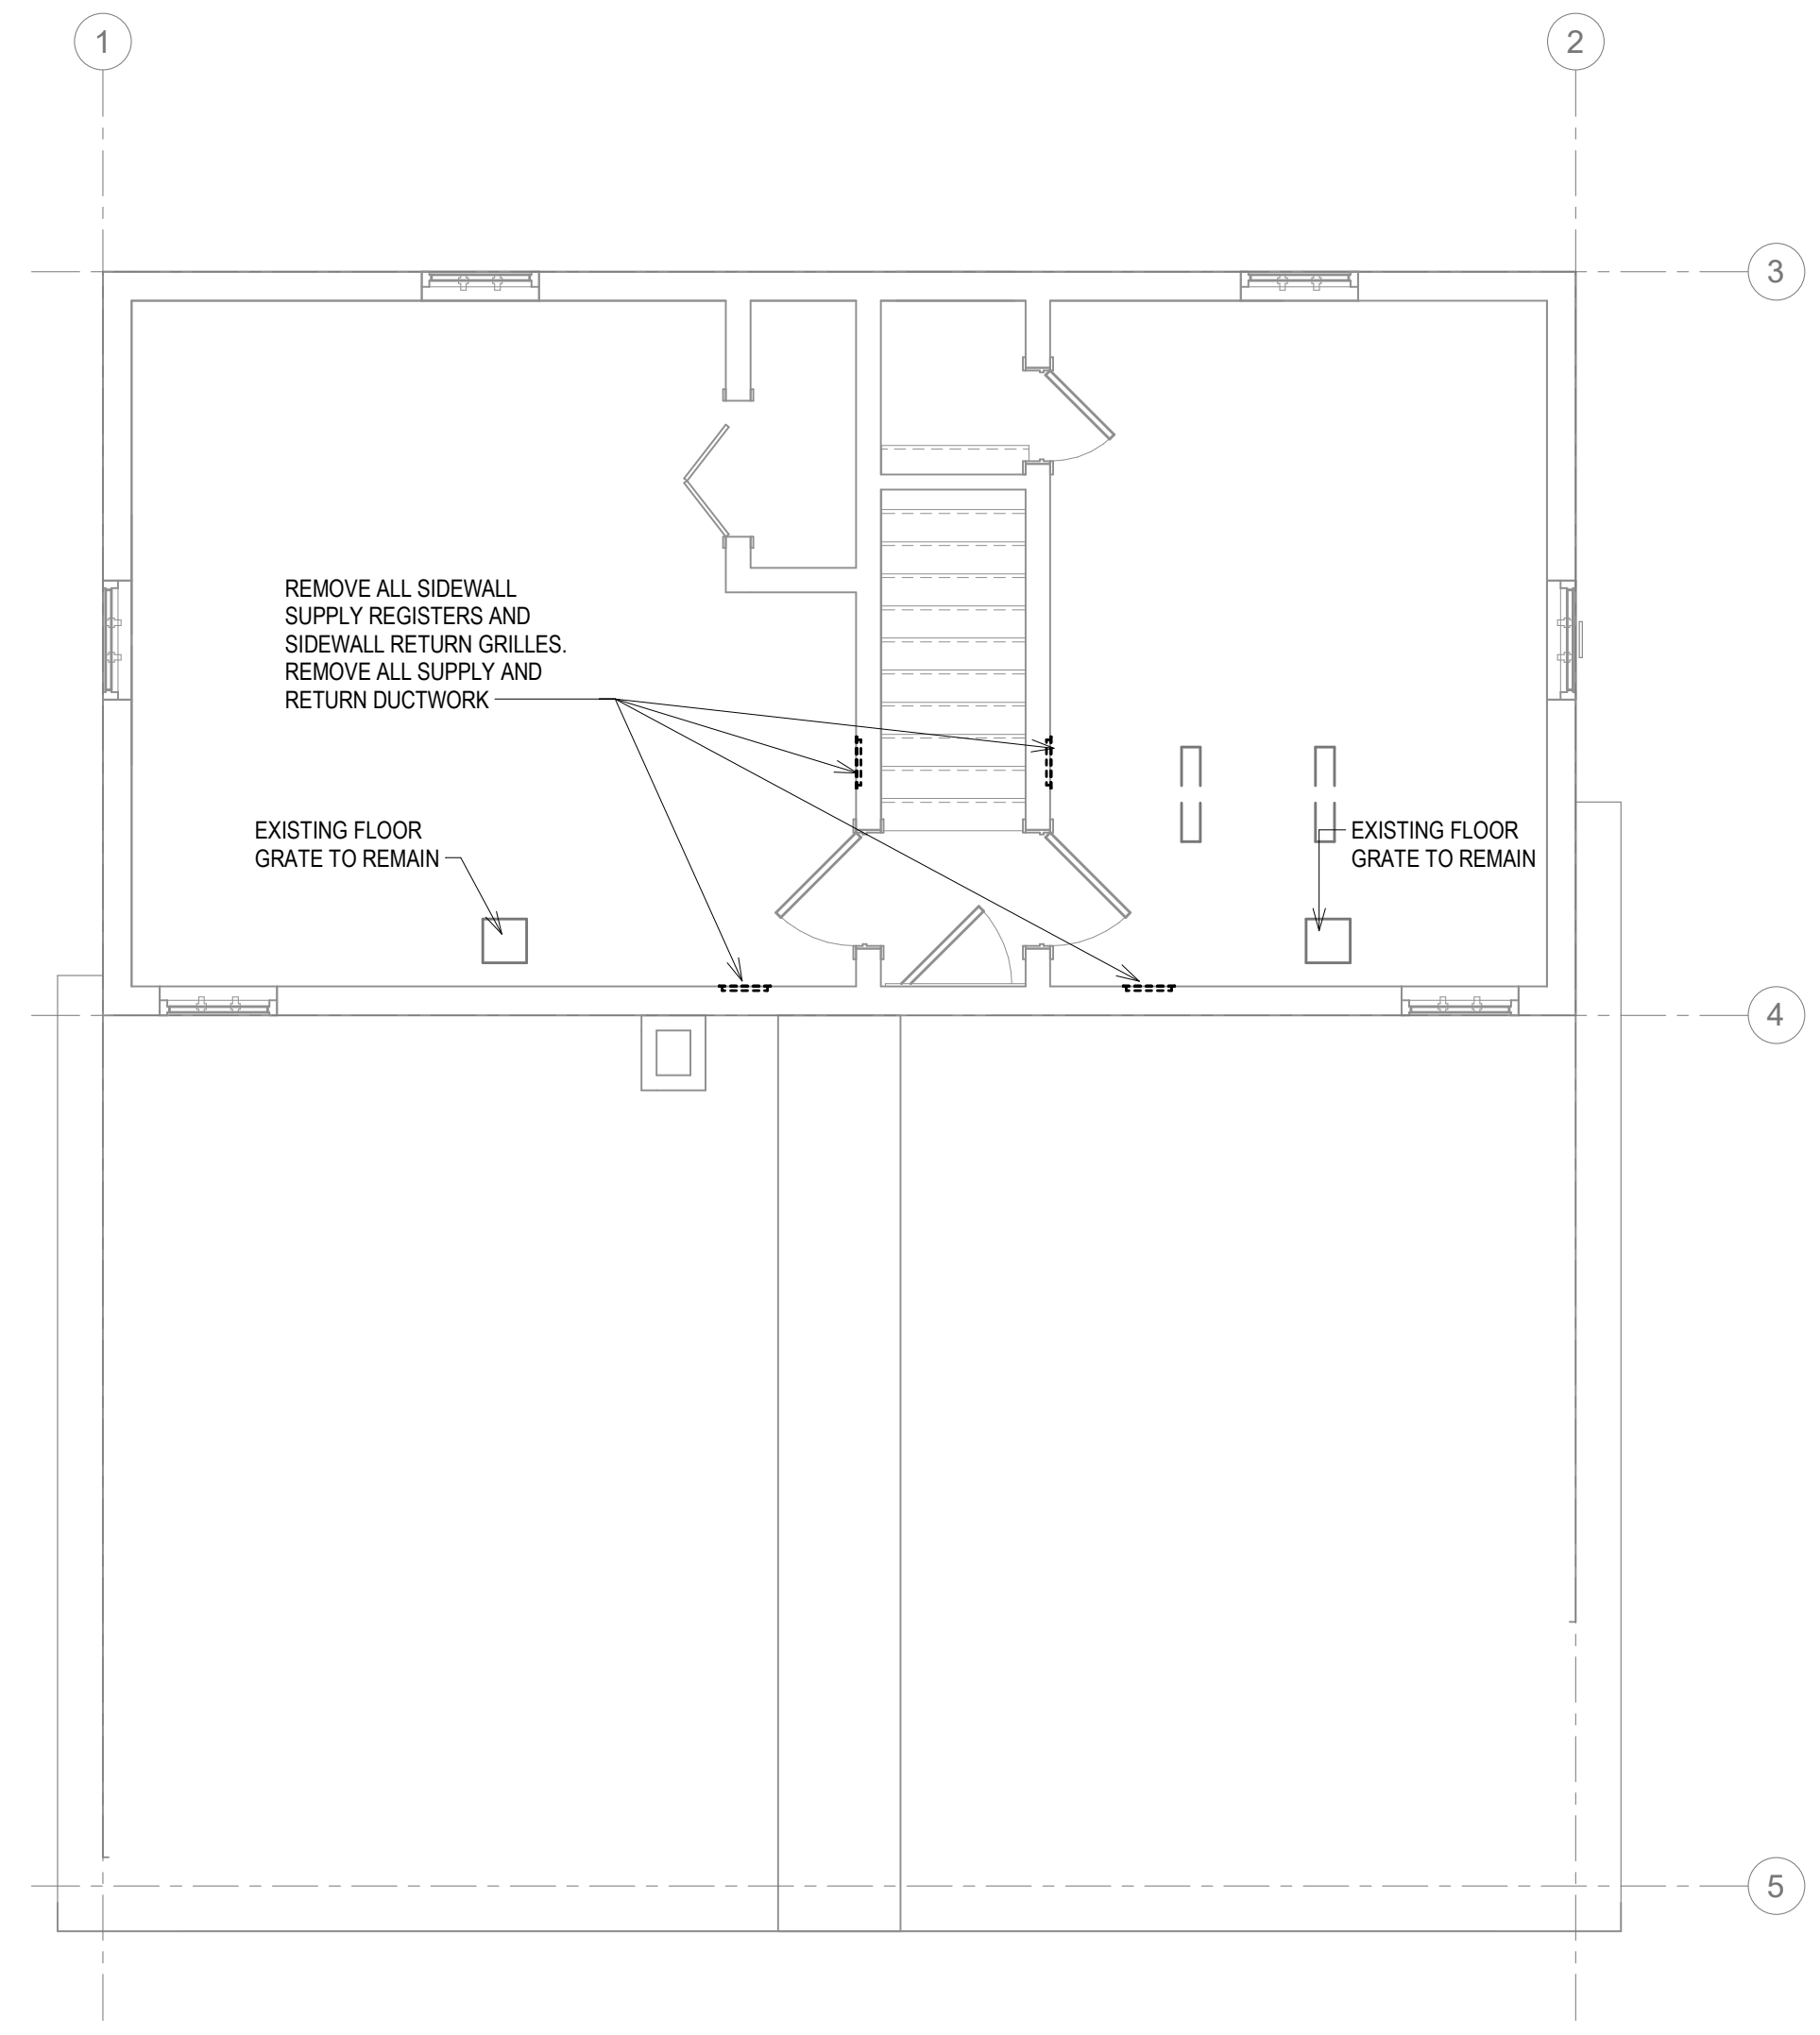 1
2
3
REMOVE ALL SIDEWALL
SUPPLY REGISTERS AND
SIDEWALL RETURN GRILLES.
REMOVE ALL SUPPLY AND
RETURN DUCTWORK
EXISTING FLOOR
GRATE TO REMAIN
EXISTING FLOOR
GRATE TO REMAIN
4
5